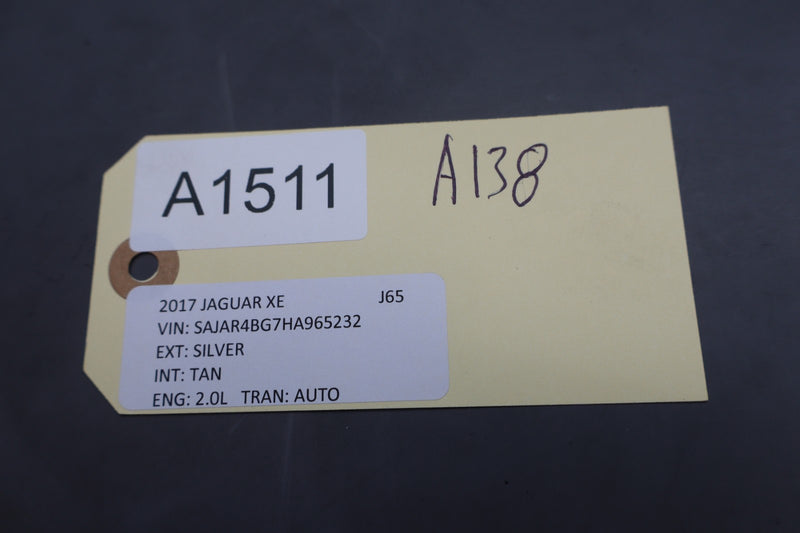 A1511
A138
2017 JAGUAR XE J65
VIN: SAJAR4BG7HA965232
EXT: SILVER
INT: TAN
ENG: 2.0L TRAN: AUTO